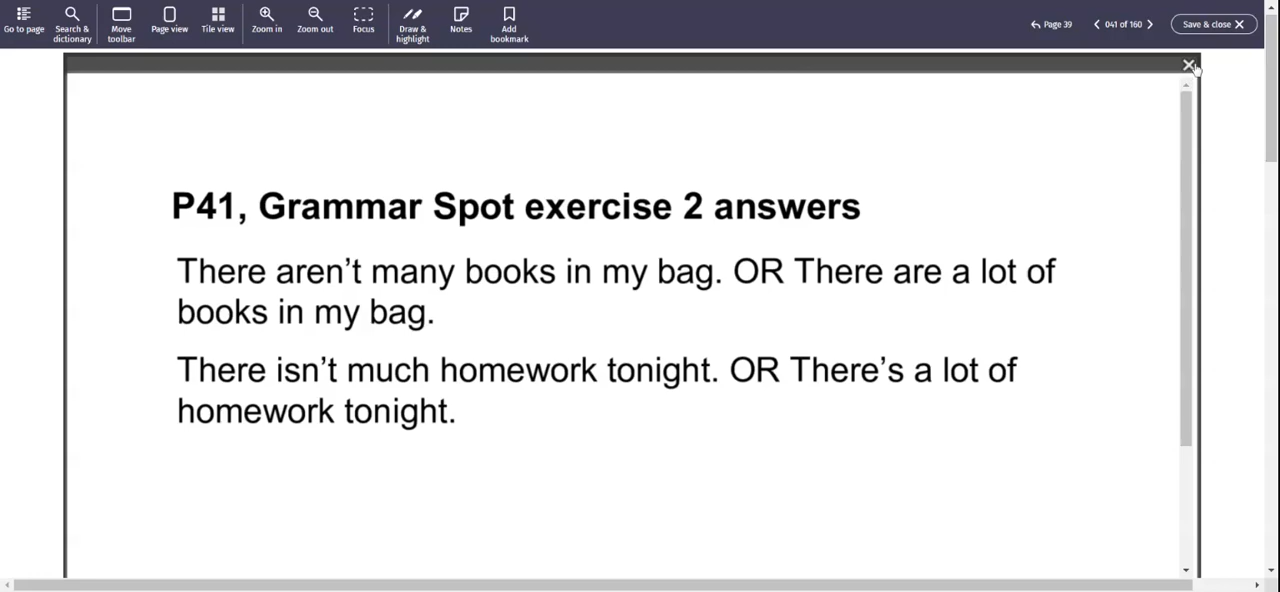 Go to page
Search & dictionary
Move toolbar
Page view
Tile view
Zoom in
Zoom out
Focus
Draw & highlight
Notes
Add bookmark
Page 39
041 of 160
Save & close
P41, Grammar Spot exercise 2 answers
There aren’t many books in my bag. OR There are a lot of
books in my bag.
There isn’t much homework tonight. OR There’s a lot of
homework tonight.